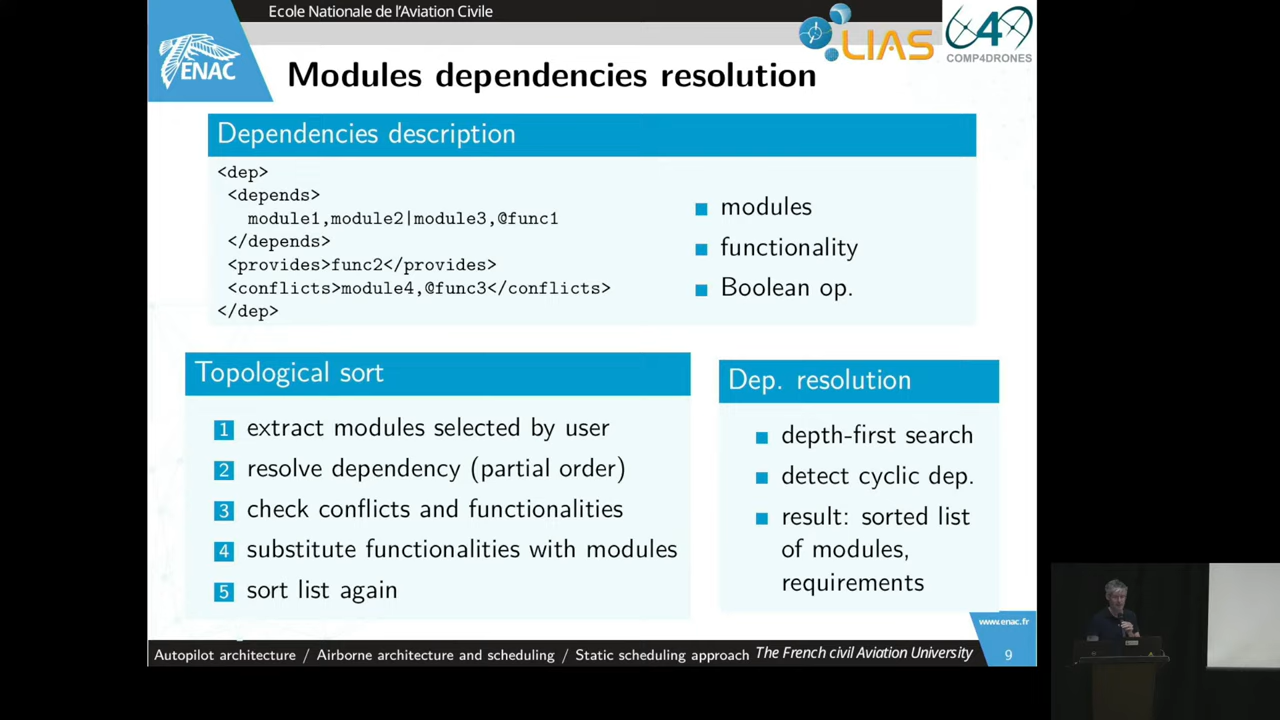 Ecole Nationale de l'Aviation Civile
ENAC
LIAS
C4D
COMP4DRONES
Modules dependencies resolution
Dependencies description
<dep>
<depends>
module1,module2|module3,@func1
</depends>
<provides>func2</provides>
<conflicts>module4,@func3</conflicts>
</dep>
modules
functionality
Boolean op.
Topological sort
1 extract modules selected by user
2 resolve dependency (partial order)
3 check conflicts and functionalities
4 substitute functionalities with modules
5 sort list again
Dep. resolution
depth-first search
detect cyclic dep.
result: sorted list
of modules,
requirements
www.enac.fr
Autopilot architecture / Airborne architecture and scheduling / Static scheduling approach
The French civil Aviation University
9